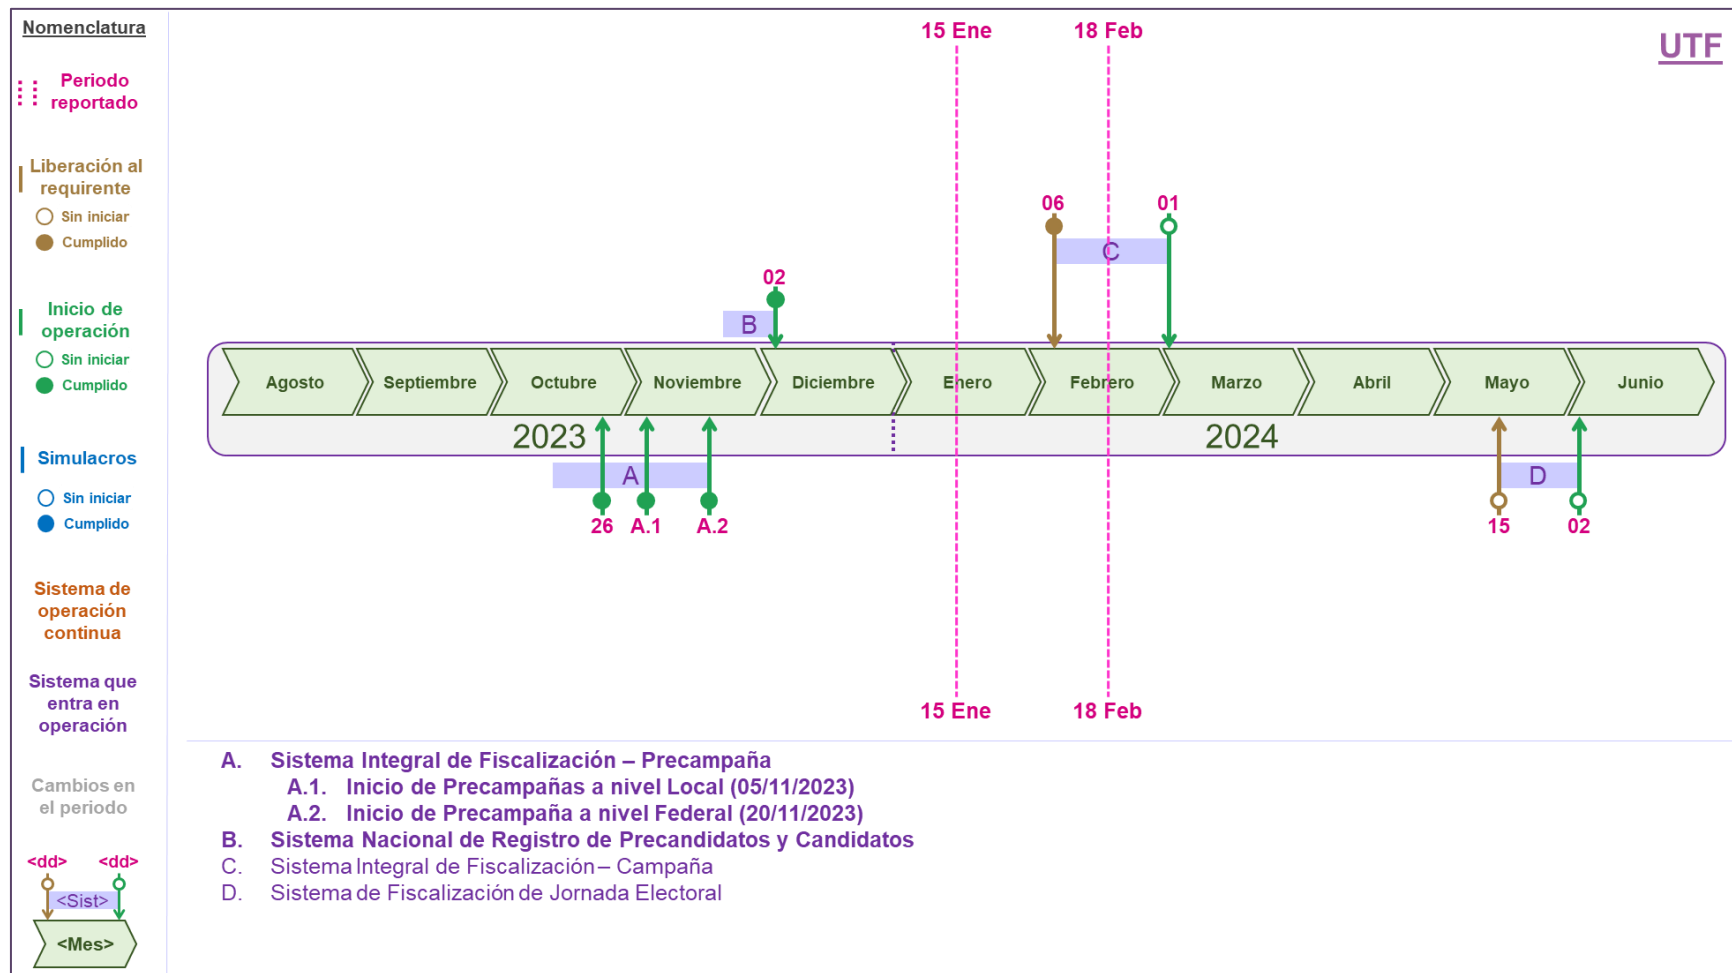 Nomenclatura
Periodo
reportado
Liberación al
requirente
Sin iniciar
Cumplido
Inicio de
operación
Sin iniciar
Cumplido
Simulacros
Sin iniciar
Cumplido
Sistema de
operación
continua
Sistema que
entra en
operación
Cambios en
el periodo
<dd> <dd>
<Sist>
<Mes>
15 Ene 18 Feb
UTF
06 01
C
02
B
Agosto Septiembre Octubre Noviembre Diciembre Enero Febrero Marzo Abril Mayo Junio
2023 2024
A D
26 A.1 A.2 15 02
15 Ene 18 Feb
A. Sistema Integral de Fiscalización – Precampaña
A.1. Inicio de Precampañas a nivel Local (05/11/2023)
A.2. Inicio de Precampaña a nivel Federal (20/11/2023)
B. Sistema Nacional de Registro de Precandidatos y Candidatos
C. Sistema Integral de Fiscalización – Campaña
D. Sistema de Fiscalización de Jornada Electoral